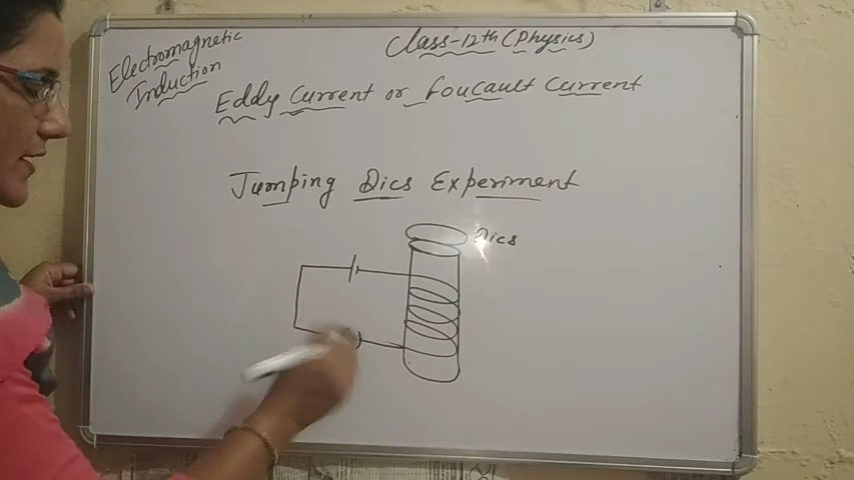 Electromagnetic
Induction
Class-12th (Physics)
Eddy Current or Foucault Current
Jumping Dics Experiment
Dics